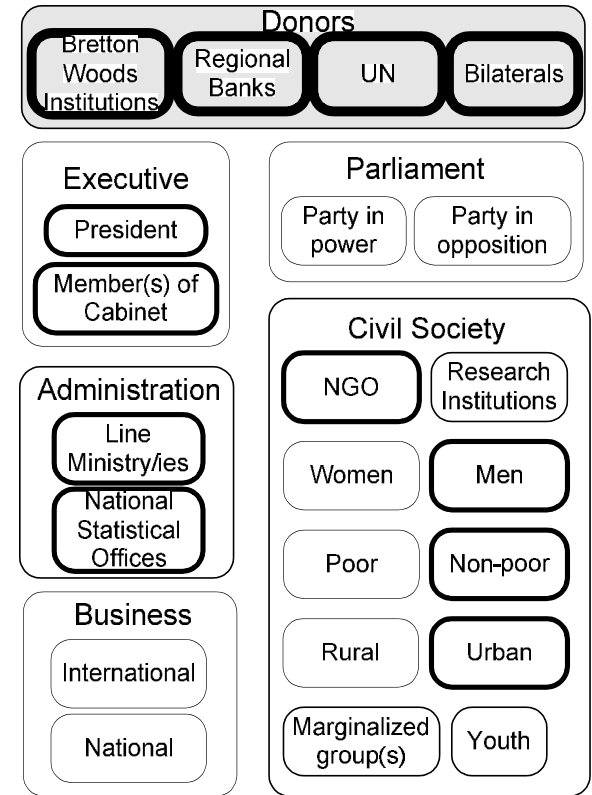 Donors
Bretton
Woods
Institutions
Regional
Banks
UN
Bilaterals
Executive
President
Member(s) of
Cabinet
Parliament
Party in
power
Party in
opposition
Administration
Line
Ministry/ies
National
Statistical
Offices
Business
International
National
Civil Society
NGO
Research
Institutions
Women
Men
Poor
Non-poor
Rural
Urban
Marginalized
group(s)
Youth